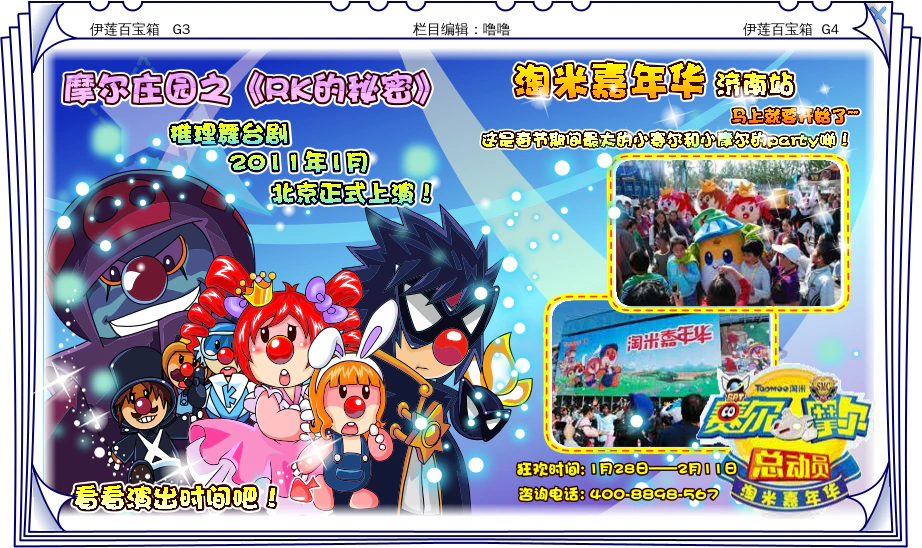 伊莲百宝箱 G3
栏目编辑：噜噜
伊莲百宝箱 G4
摩尔庄园之《RK的秘密》
推理舞台剧
2011年1月
北京正式上演！
看看演出时间吧！
淘米嘉年华 济南站
马上就要开始了~~
这是春节期间最大的小赛尔和小摩尔的party呦！
淘米嘉年华
Taomee淘米
SPY
SMC
赛尔 摩尔
总动员
淘米嘉年华
狂欢时间: 1月28日——2月11日
咨询电话: 400-8898-567